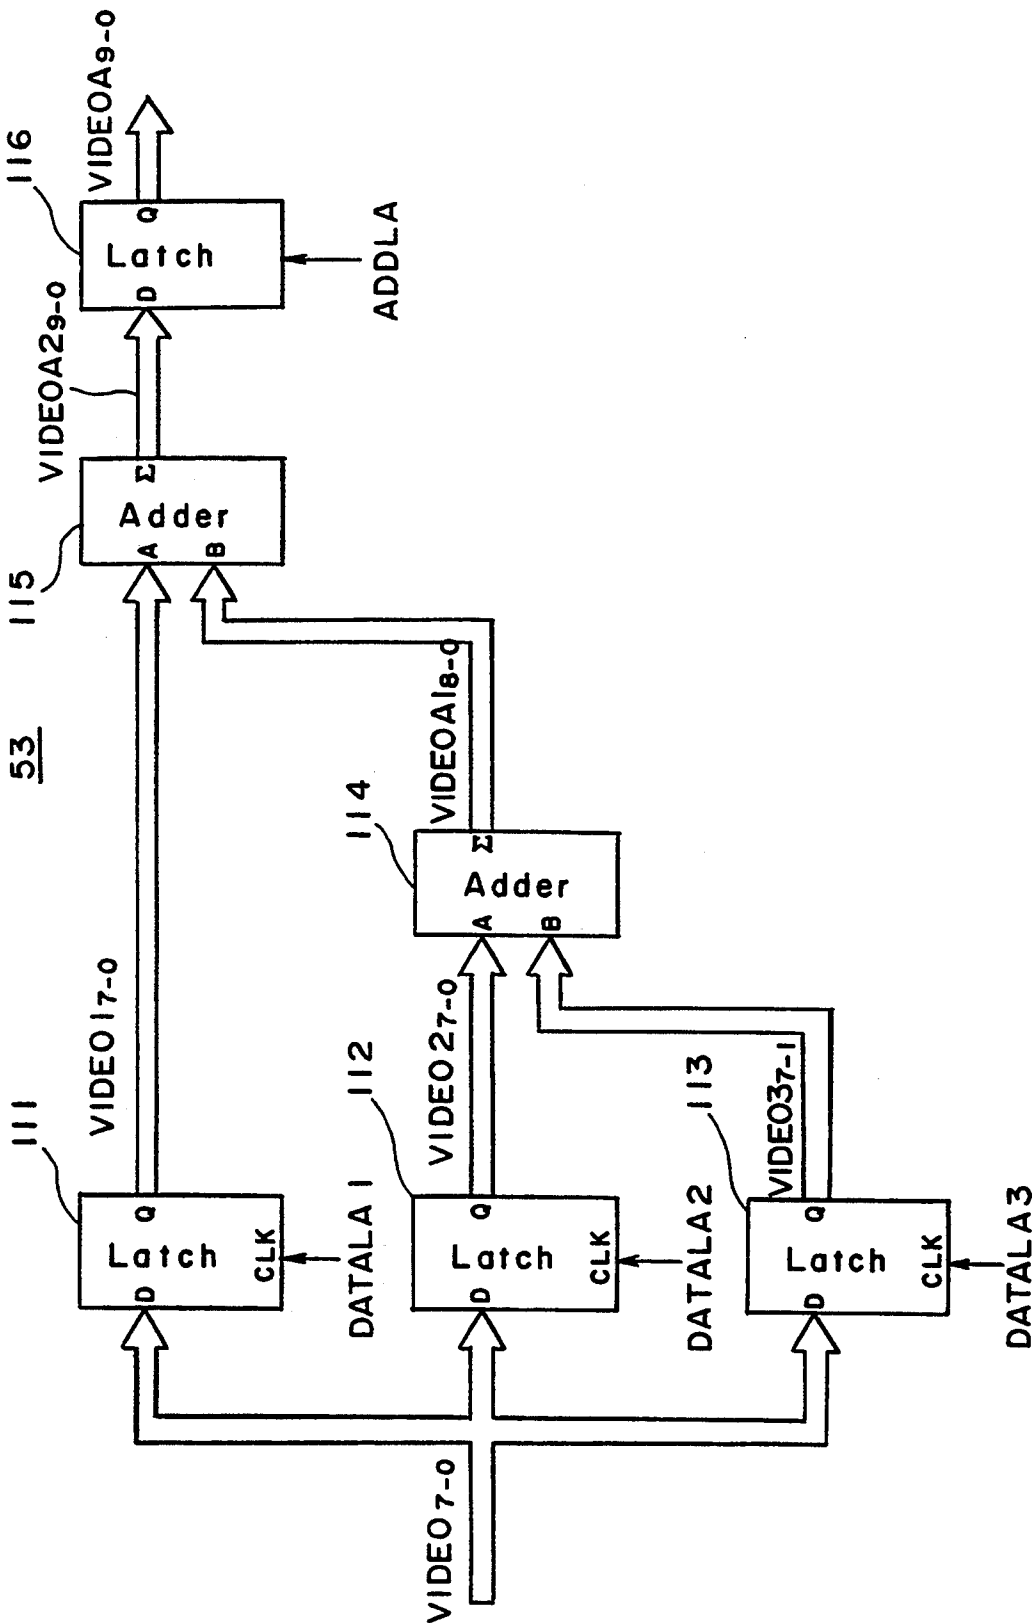 53
VIDEO7-0
111
D Latch Q
CLK
DATALA1
VIDEO17-0
112
D Latch Q
CLK
DATALA2
VIDEO27-0
113
D Latch Q
CLK
DATALA3
VIDEO37-1
114
A
B
Adder
Σ
VIDEOA18-0
115
A
B
Adder
Σ
VIDEOA29-0
116
D Latch Q
ADDLA
VIDEOA9-0